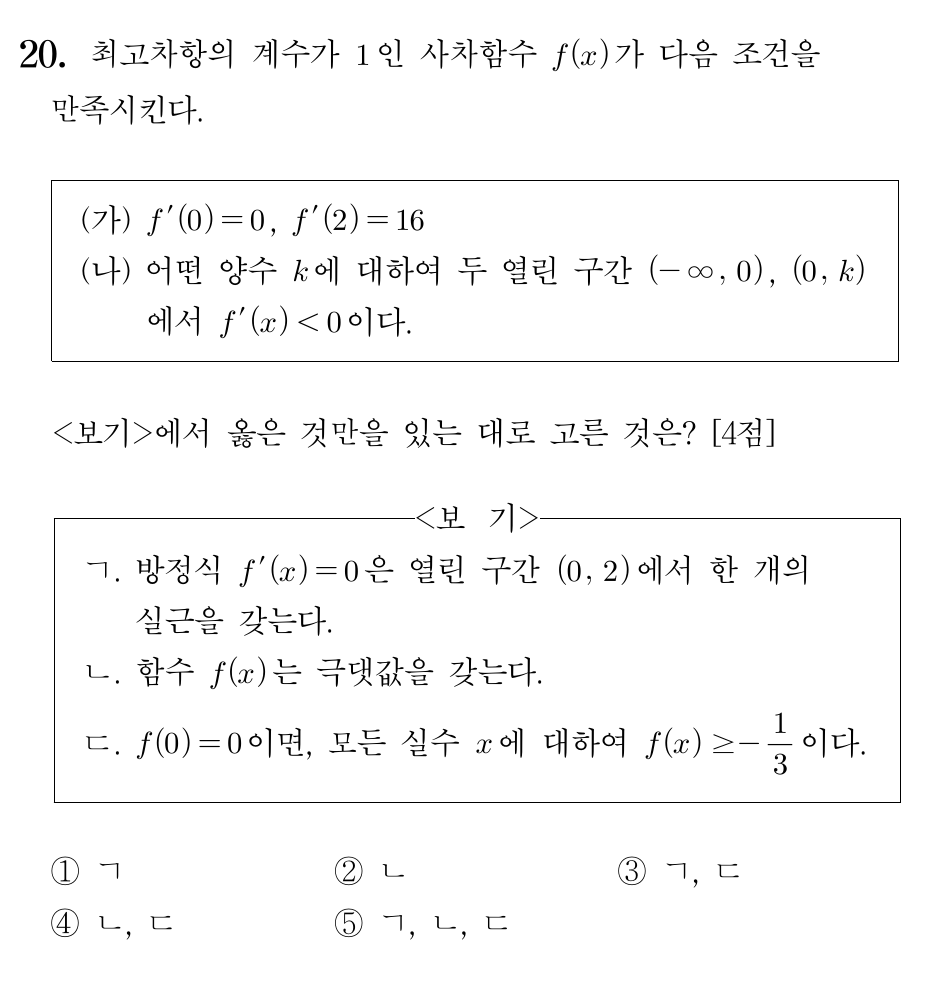 20. 최고차항의 계수가 1인 사차함수 f(x)가 다음 조건을
만족시킨다.
(가) f′(0)=0, f′(2)=16
(나) 어떤 양수 k에 대하여 두 열린 구간 (−∞, 0), (0, k)
에서 f′(x)<0이다.
<보기>에서 옳은 것만을 있는 대로 고른 것은? [4점]
<보 기>
ㄱ. 방정식 f′(x)=0은 열린 구간 (0, 2)에서 한 개의
실근을 갖는다.
ㄴ. 함수 f(x)는 극댓값을 갖는다.
ㄷ. f(0)=0이면, 모든 실수 x에 대하여 f(x)≥−1/3 이다.
① ㄱ ② ㄴ ③ ㄱ, ㄷ
④ ㄴ, ㄷ ⑤ ㄱ, ㄴ, ㄷ